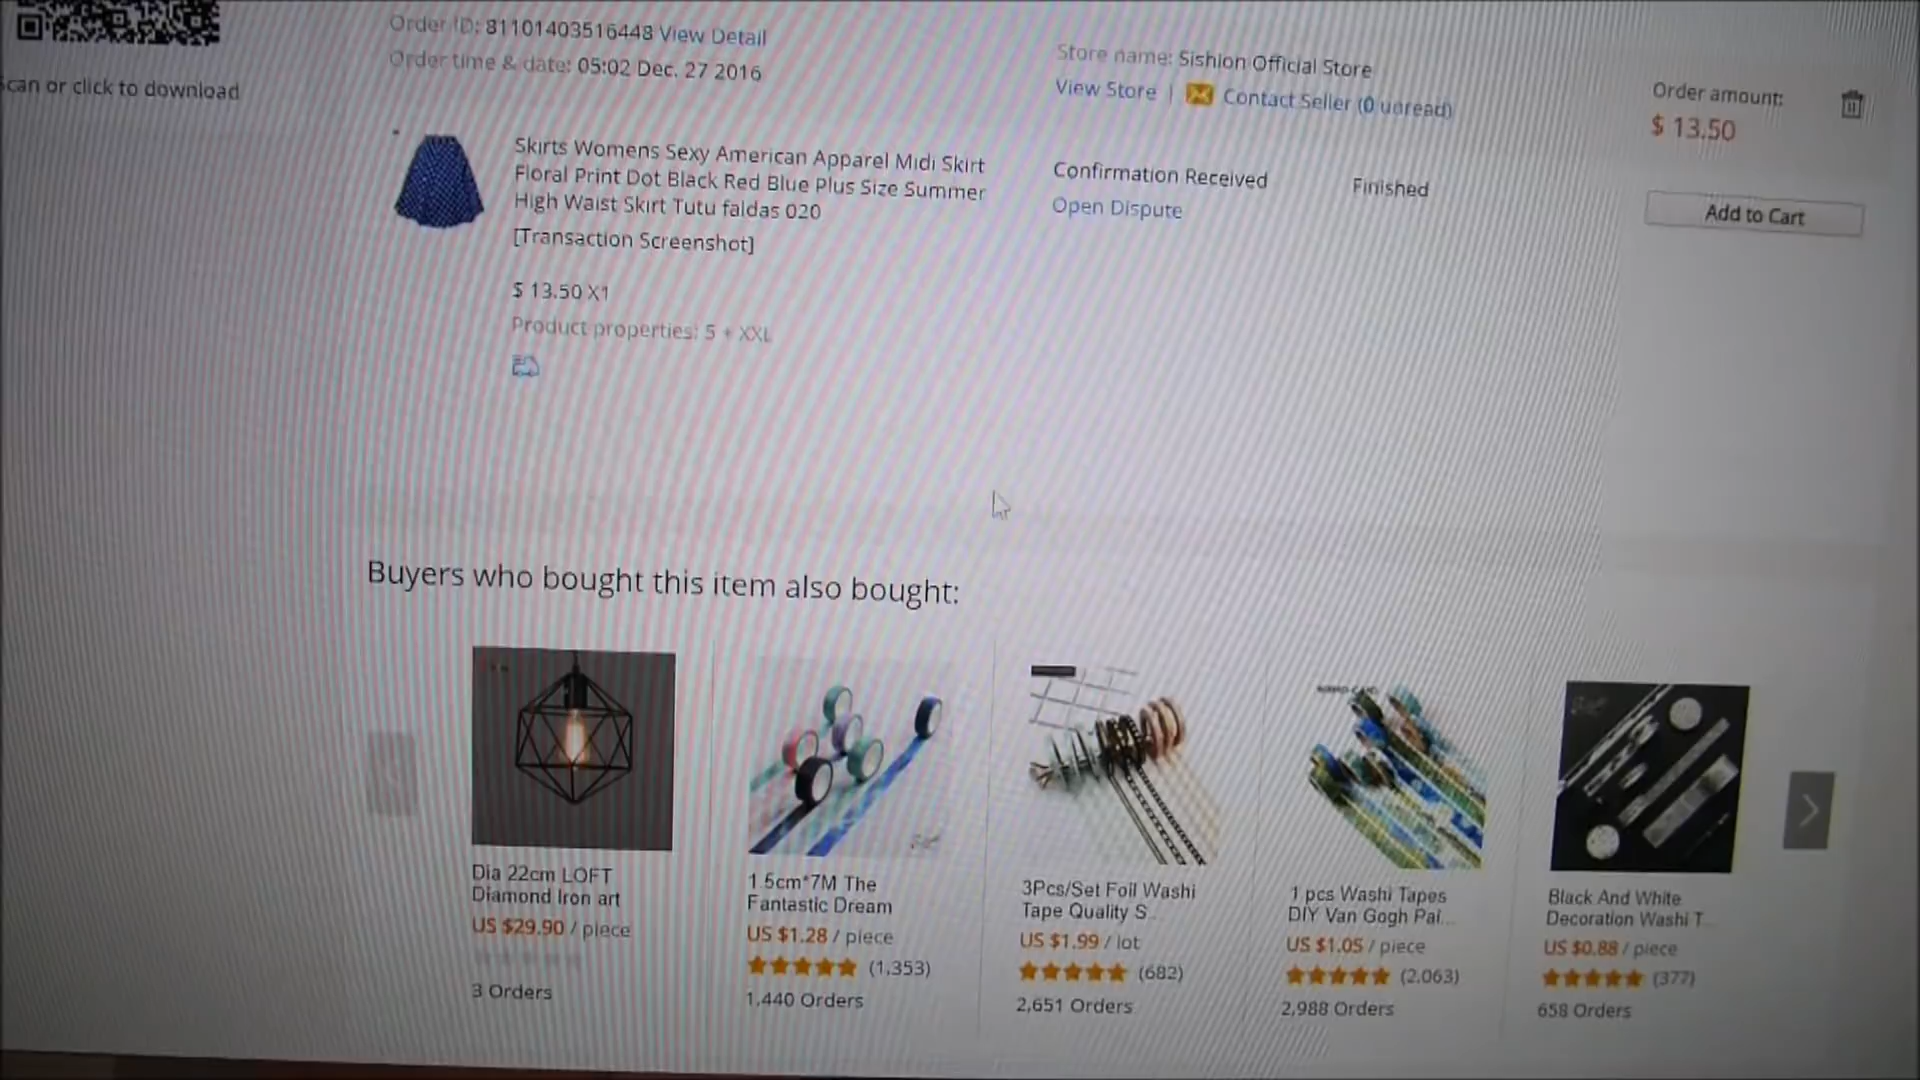 Scan or click to download
Order ID: 81101403516448 View Detail
Order time & date: 05:02 Dec. 27 2016
Store name: Sishion Official Store
View Store | Contact Seller (0 unread)
Order amount:
$ 13.50
Skirts Womens Sexy American Apparel Midi Skirt
Floral Print Dot Black Red Blue Plus Size Summer
High Waist Skirt Tutu faldas 020
[Transaction Screenshot]
$ 13.50 X1
Product properties: 5 + XXL
Confirmation Received
Open Dispute
Finished
Add to Cart
Buyers who bought this item also bought:
Dia 22cm LOFT
Diamond Iron art
US $29.90 / piece
3 Orders
1.5cm*7M The
Fantastic Dream
US $1.28 / piece
(1,353)
1,440 Orders
3Pcs/Set Foil Washi
Tape Quality S...
US $1.99 / lot
(682)
2,651 Orders
1 pcs Washi Tapes
DIY Van Gogh Pai...
US $1.05 / piece
(2,063)
2,988 Orders
Black And White
Decoration Washi T...
US $0.88 / piece
(377)
658 Orders